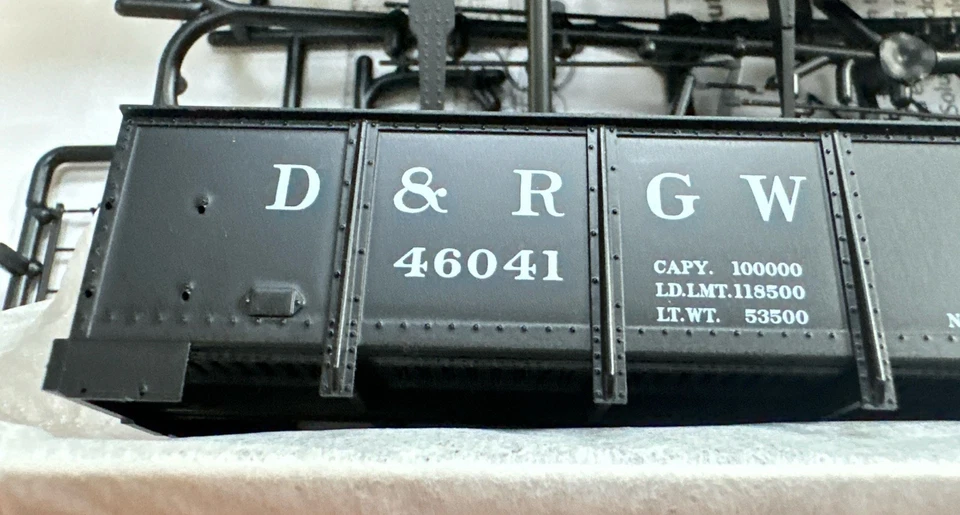 D & R G W
46041
CAPY. 100000
LD.LMT.118500
LT.WT. 53500
N